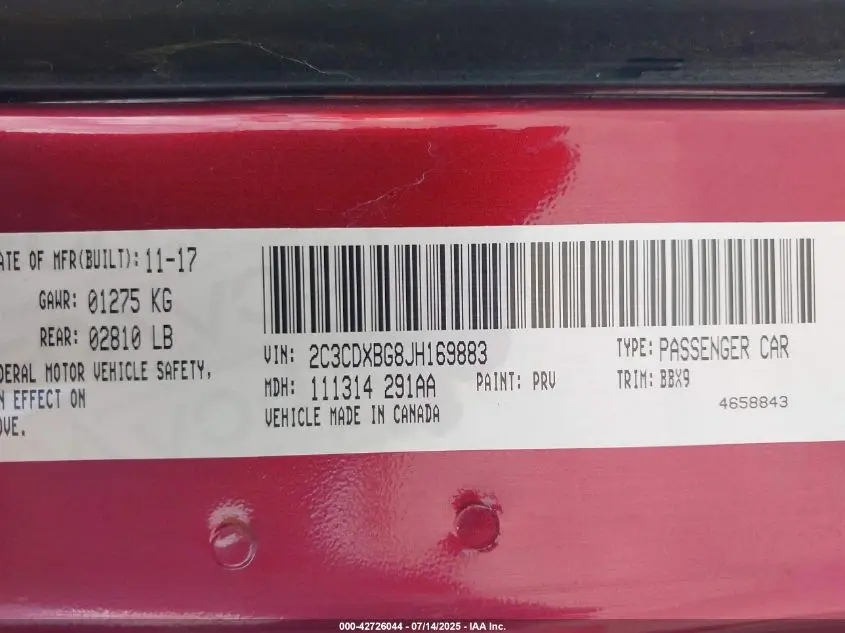 ATE OF MFR(BUILT): 11-17
GAWR: 01275 KG
REAR: 02810 LB
DERAL MOTOR VEHICLE SAFETY,
N EFFECT ON
OVE.
VIN: 2C3CDXBG8JH169883
TYPE: PASSENGER CAR
MDH: 111314 291AA
PAINT: PRV
TRIM: BBX9
VEHICLE MADE IN CANADA
4658843
000-42726044 - 07/14/2025 - IAA Inc.